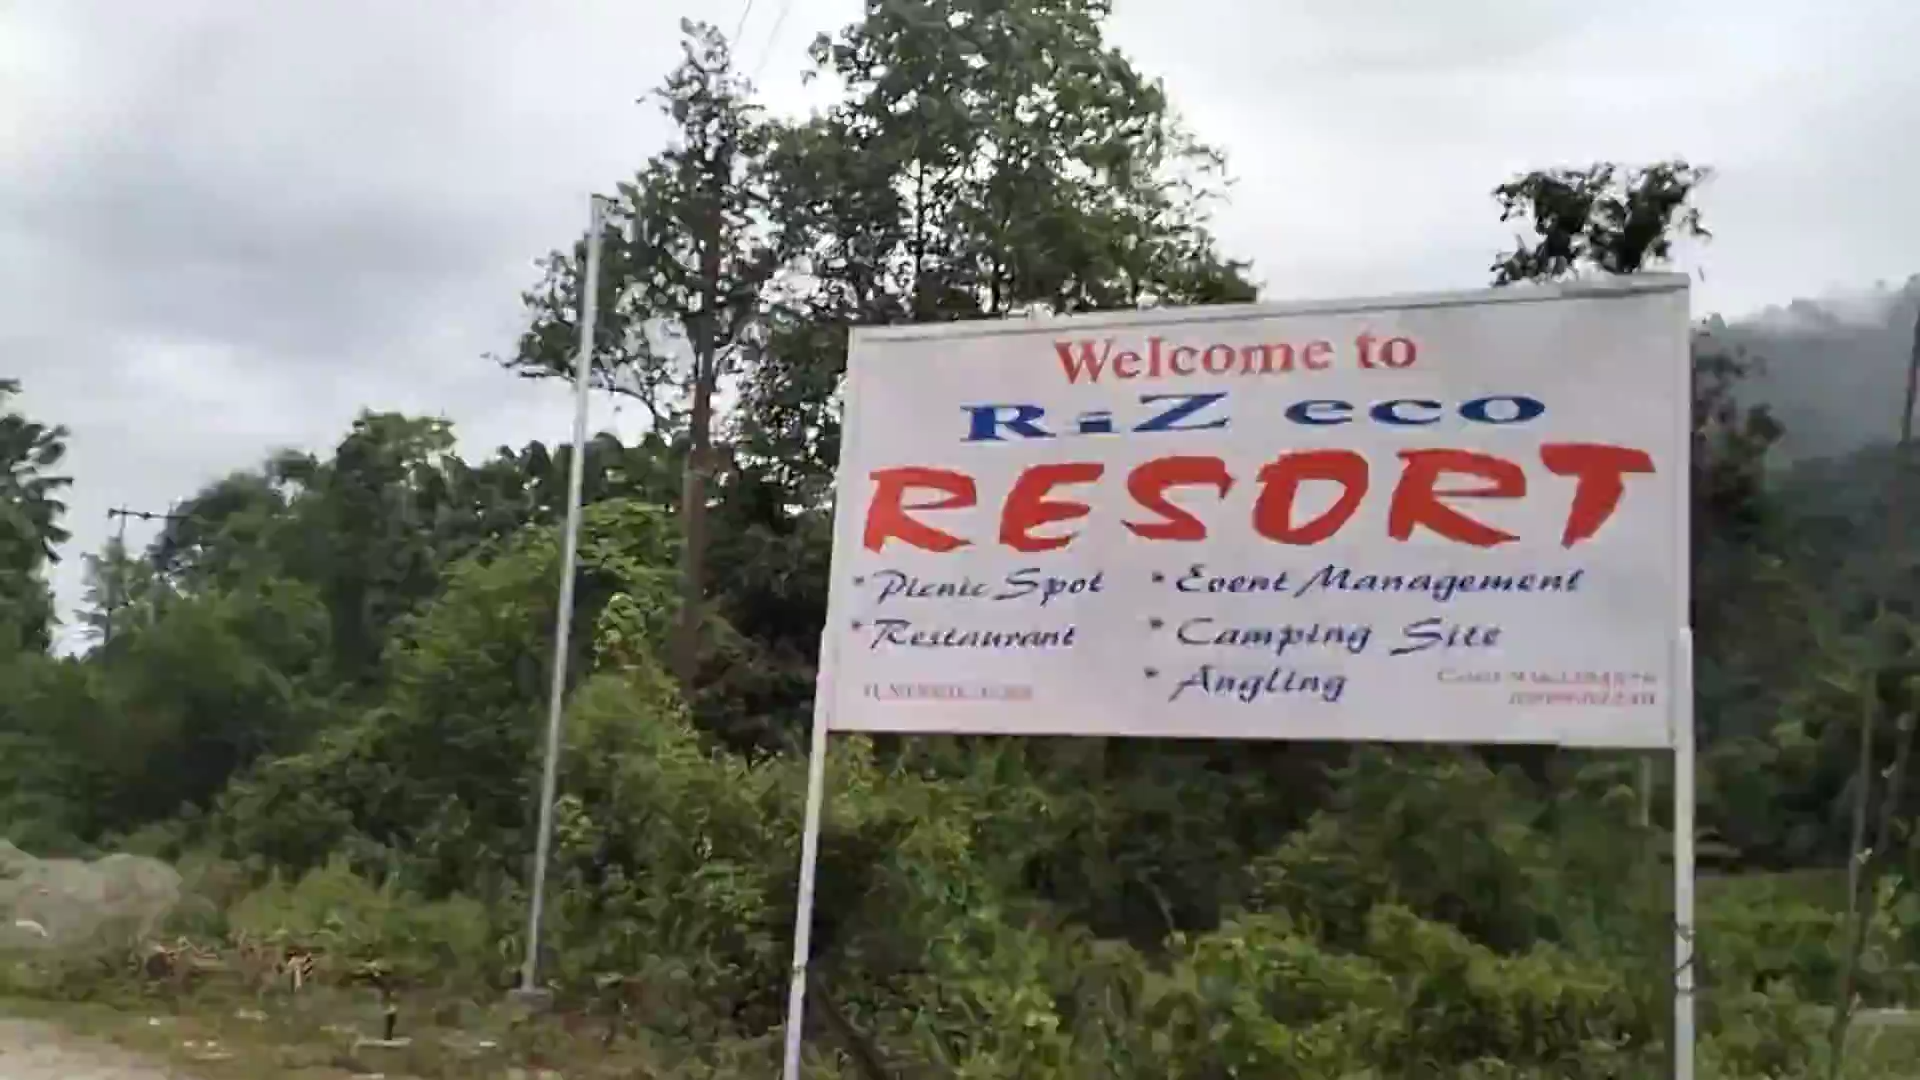 Welcome to
RiZ eco
RESORT
* Picnic Spot
* Restaurant
* Event Management
* Camping Site
* Angling